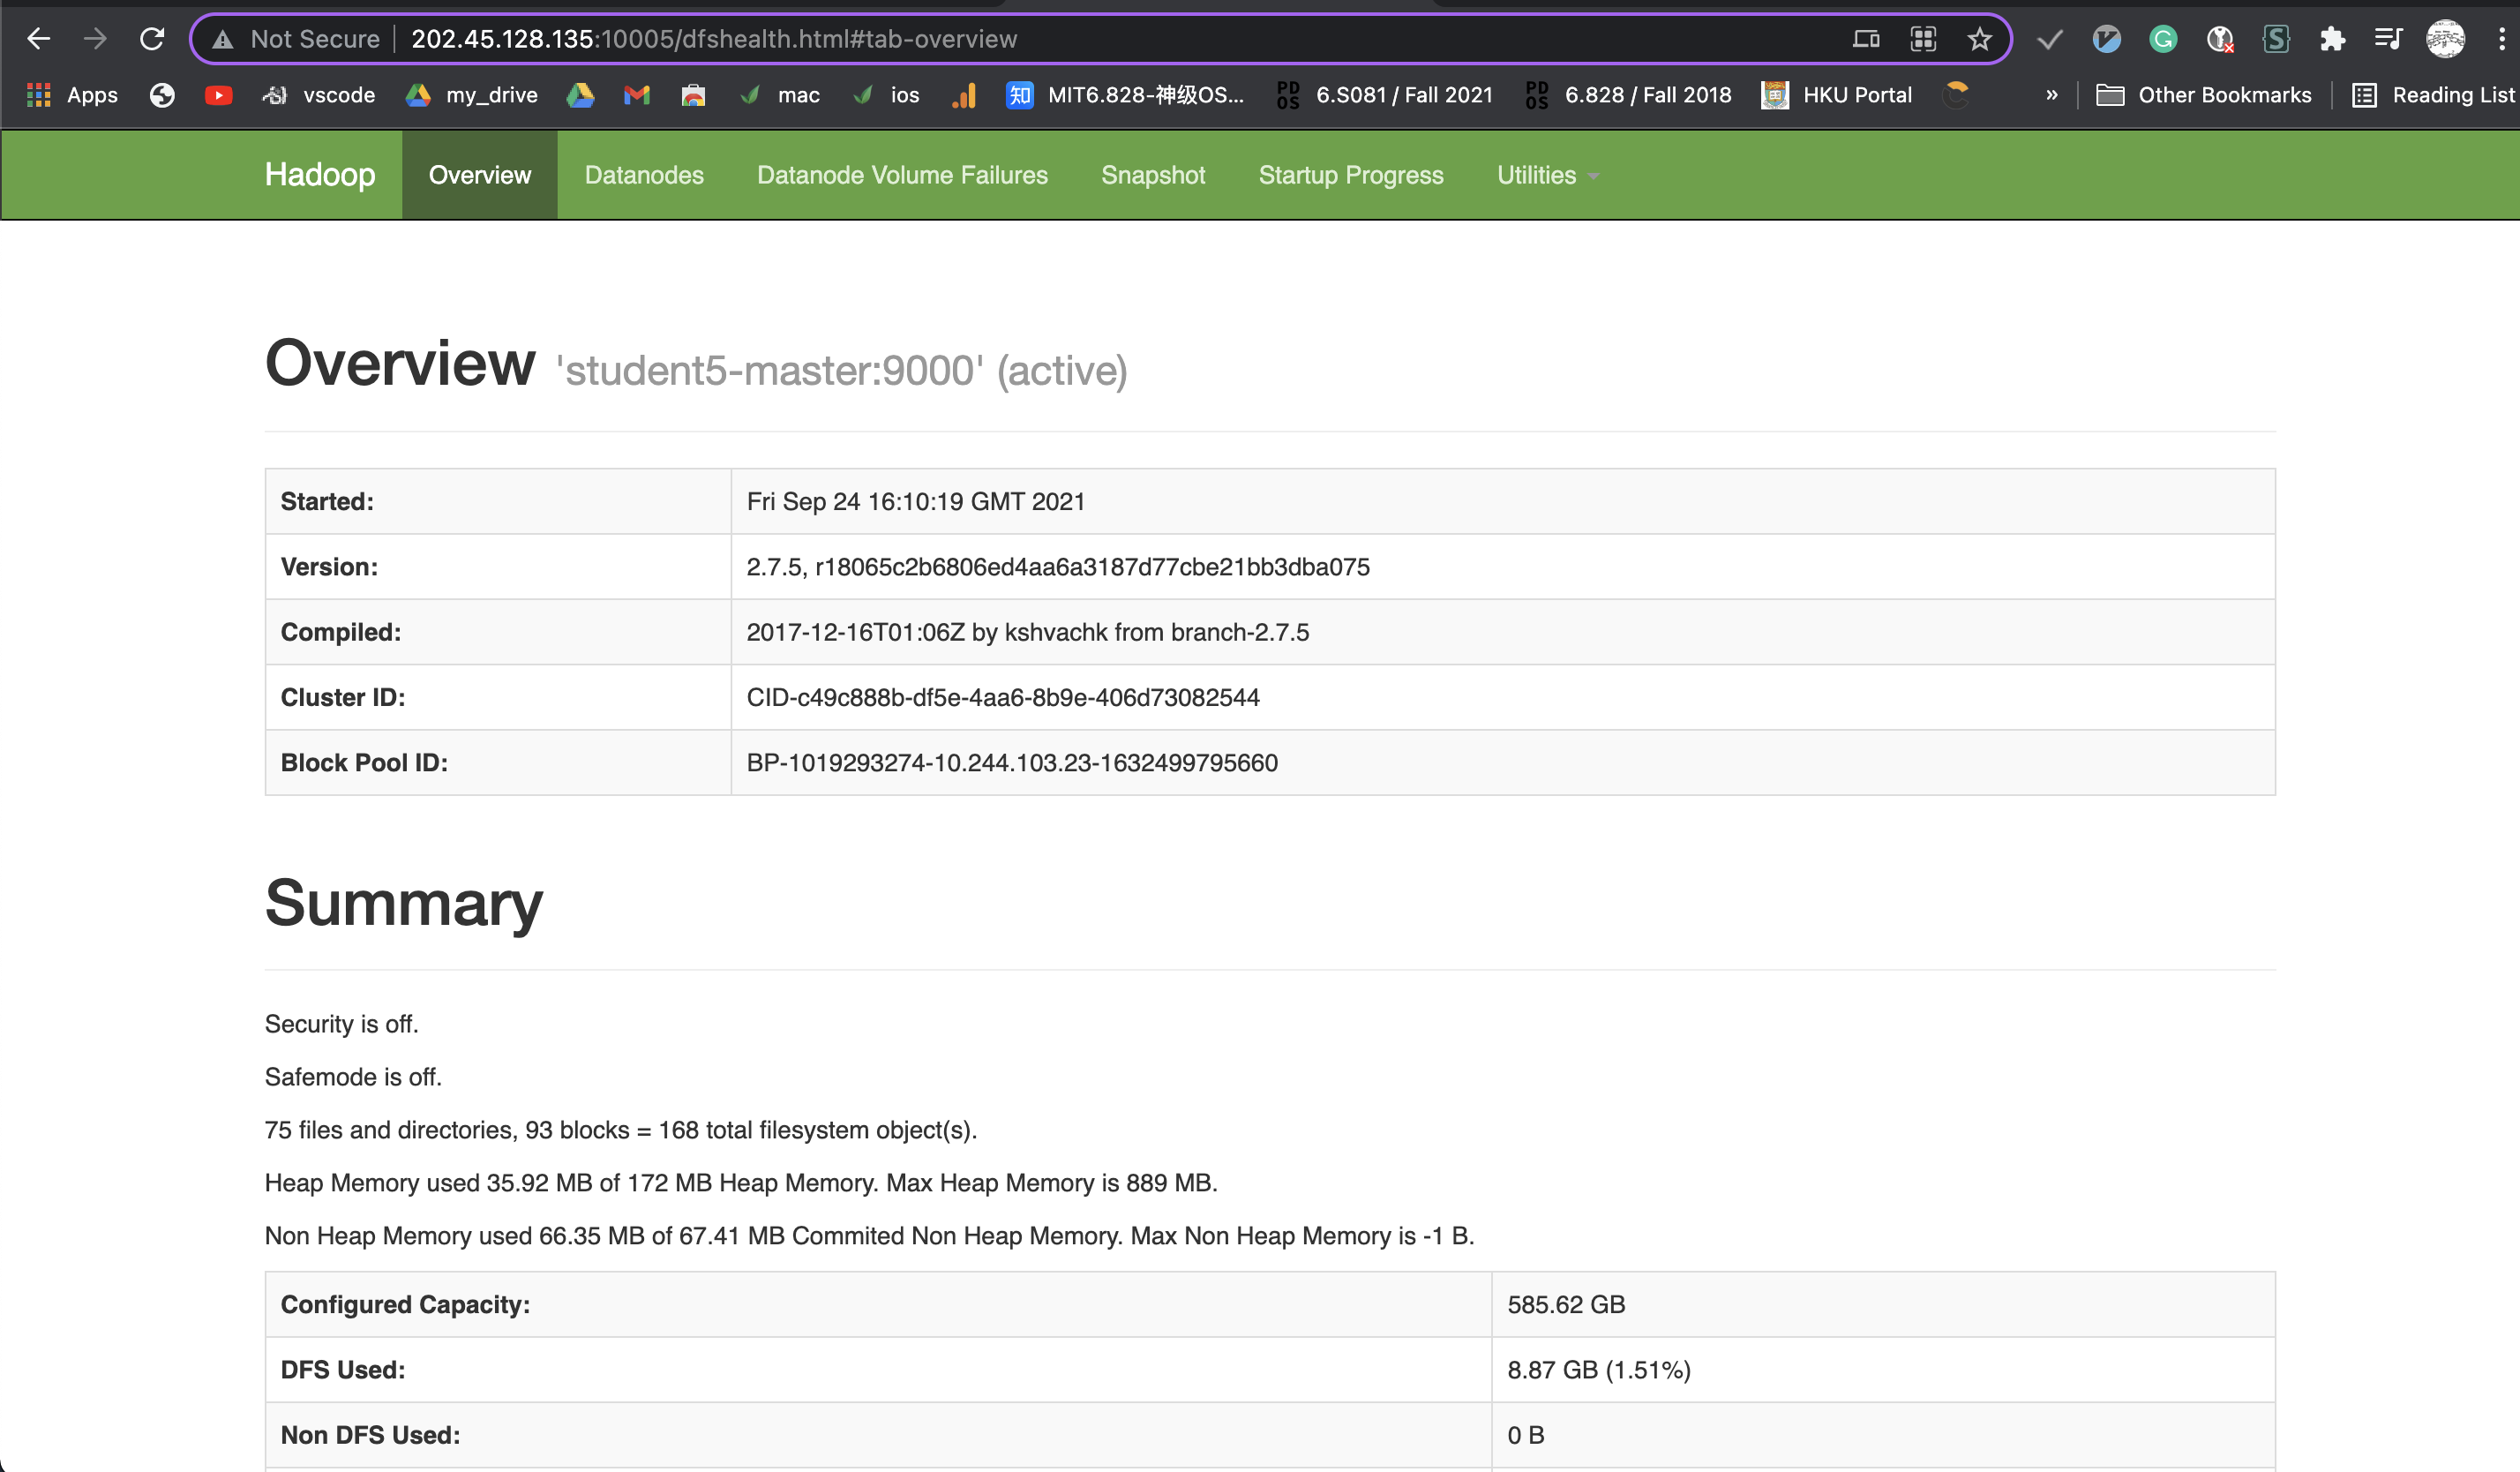 Not Secure 202.45.128.135:10005/dfshealth.html#tab-overview
Apps vscode my_drive mac ios 知 MIT6.828-神级OS... PDOS 6.S081 / Fall 2021 PDOS 6.828 / Fall 2018 HKU Portal » Other Bookmarks Reading List
Hadoop Overview Datanodes Datanode Volume Failures Snapshot Startup Progress Utilities
Overview 'student5-master:9000' (active)
Started: Fri Sep 24 16:10:19 GMT 2021
Version: 2.7.5, r18065c2b6806ed4aa6a3187d77cbe21bb3dba075
Compiled: 2017-12-16T01:06Z by kshvachk from branch-2.7.5
Cluster ID: CID-c49c888b-df5e-4aa6-8b9e-406d73082544
Block Pool ID: BP-1019293274-10.244.103.23-1632499795660
Summary
Security is off.
Safemode is off.
75 files and directories, 93 blocks = 168 total filesystem object(s).
Heap Memory used 35.92 MB of 172 MB Heap Memory. Max Heap Memory is 889 MB.
Non Heap Memory used 66.35 MB of 67.41 MB Commited Non Heap Memory. Max Non Heap Memory is -1 B.
Configured Capacity: 585.62 GB
DFS Used: 8.87 GB (1.51%)
Non DFS Used: 0 B